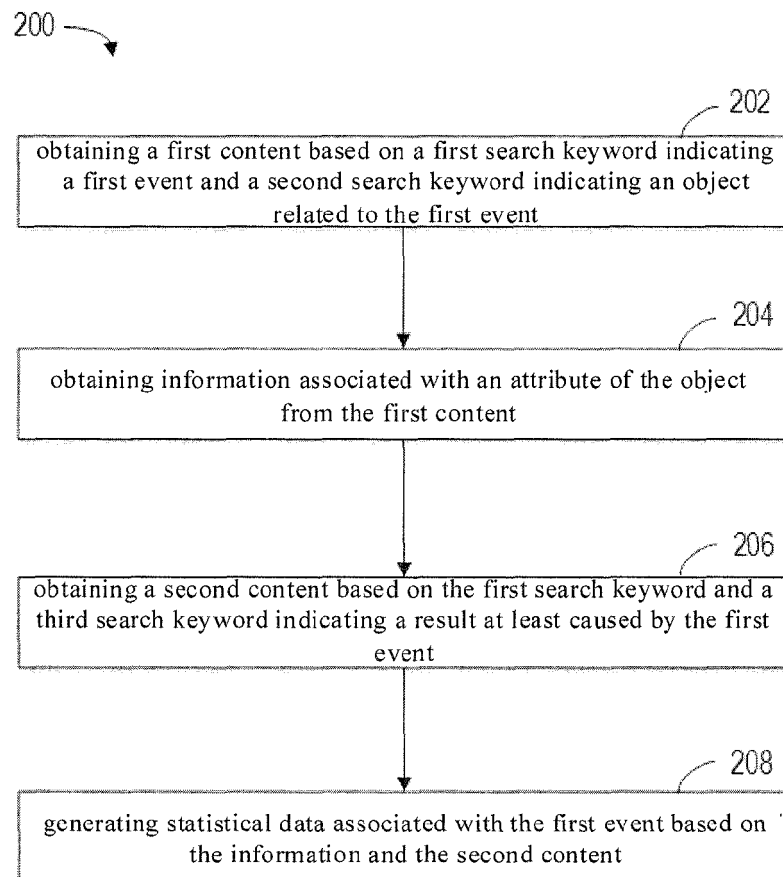 200
202
obtaining a first content based on a first search keyword indicating
a first event and a second search keyword indicating an object
related to the first event
204
obtaining information associated with an attribute of the object
from the first content
206
obtaining a second content based on the first search keyword and a
third search keyword indicating a result at least caused by the first
event
208
generating statistical data associated with the first event based on
the information and the second content